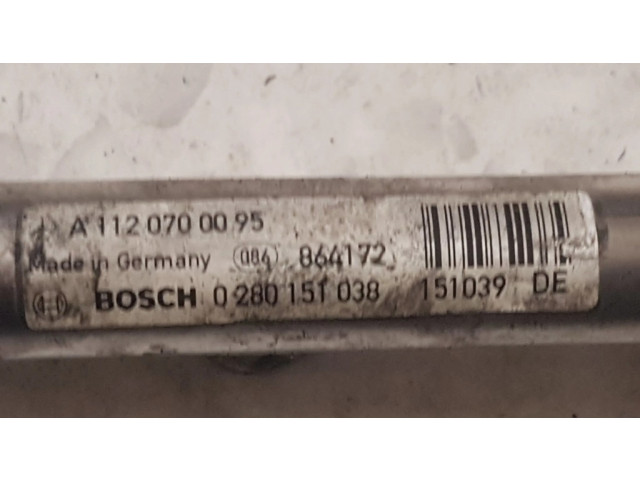 A 112 070 00 95
Made in Germany 084 864172
BOSCH 0 280 151 038 151039 DE